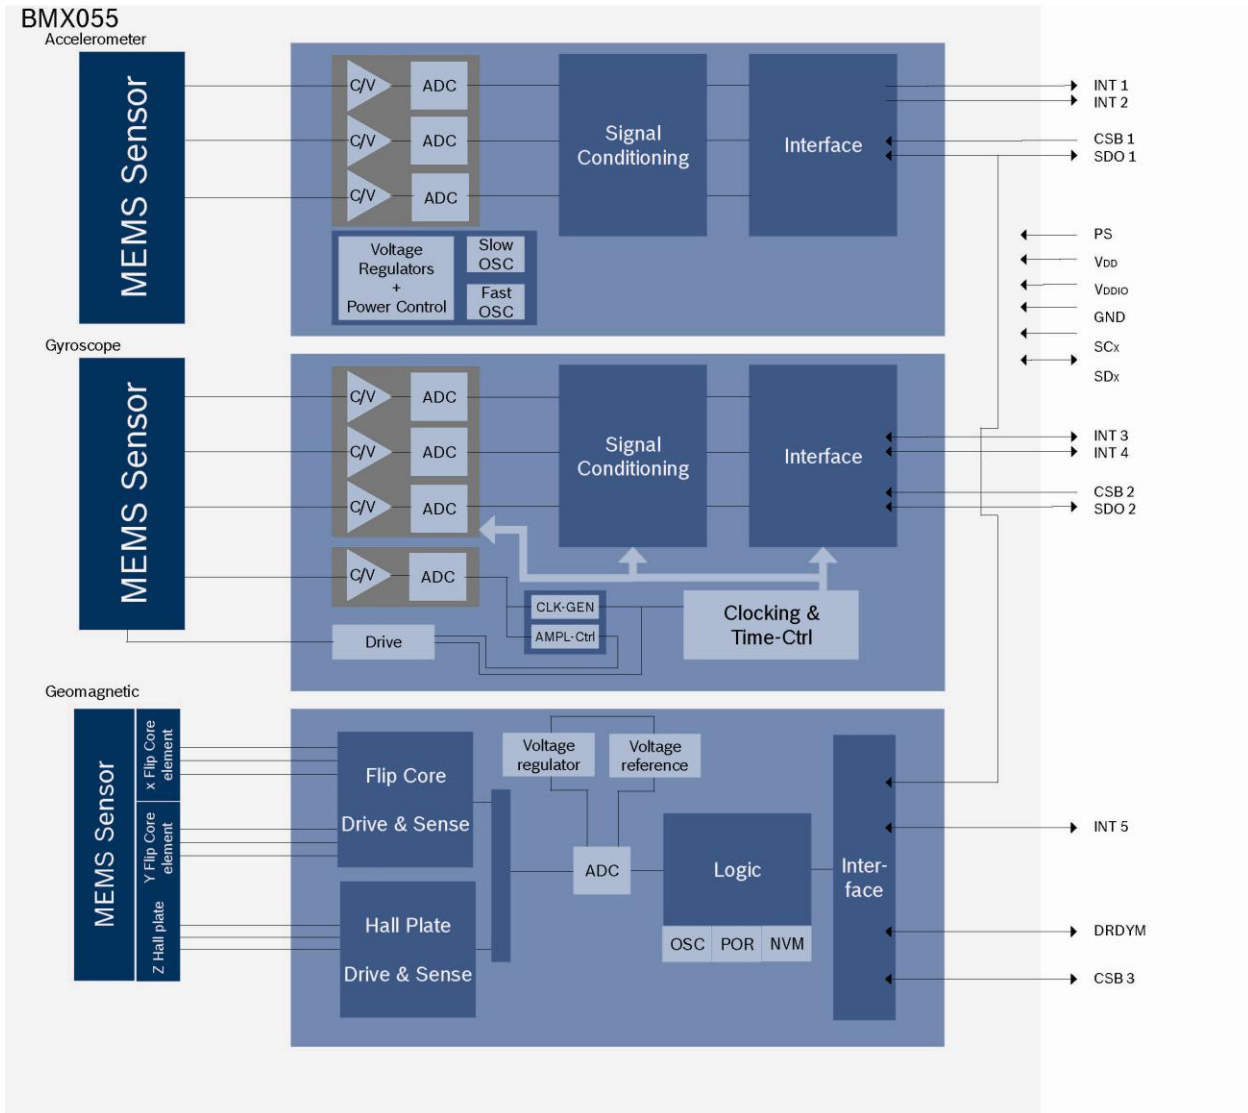 BMX055
Accelerometer
MEMS Sensor
C/V
ADC
C/V
ADC
C/V
ADC
Voltage
Regulators
+
Power Control
Slow
OSC
Fast
OSC
Signal
Conditioning
Interface
INT 1
INT 2
CSB 1
SDO 1
PS
VDD
VDDIO
GND
SCx
SDx
Gyroscope
MEMS Sensor
C/V
ADC
C/V
ADC
C/V
ADC
C/V
ADC
Drive
CLK-GEN
AMPL-Ctrl
Signal
Conditioning
Interface
Clocking &
Time-Ctrl
INT 3
INT 4
CSB 2
SDO 2
Geomagnetic
MEMS Sensor
x Flip Core
element
Y Flip Core
element
Z Hall plate
Flip Core
Drive & Sense
Hall Plate
Drive & Sense
Voltage
regulator
Voltage
reference
ADC
Logic
OSC
POR
NVM
Inter-
face
INT 5
DRDYM
CSB 3